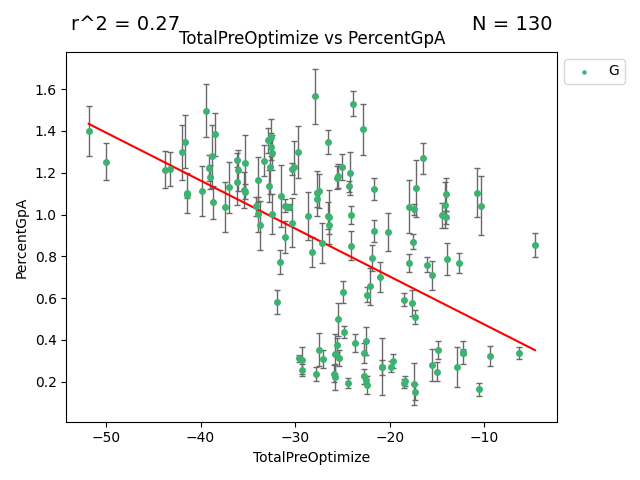 r^2 = 0.27
N = 130
TotalPreOptimize vs PercentGpA
G
PercentGpA
1.6
1.4
1.2
1.0
0.8
0.6
0.4
0.2
−50
−40
−30
−20
−10
TotalPreOptimize